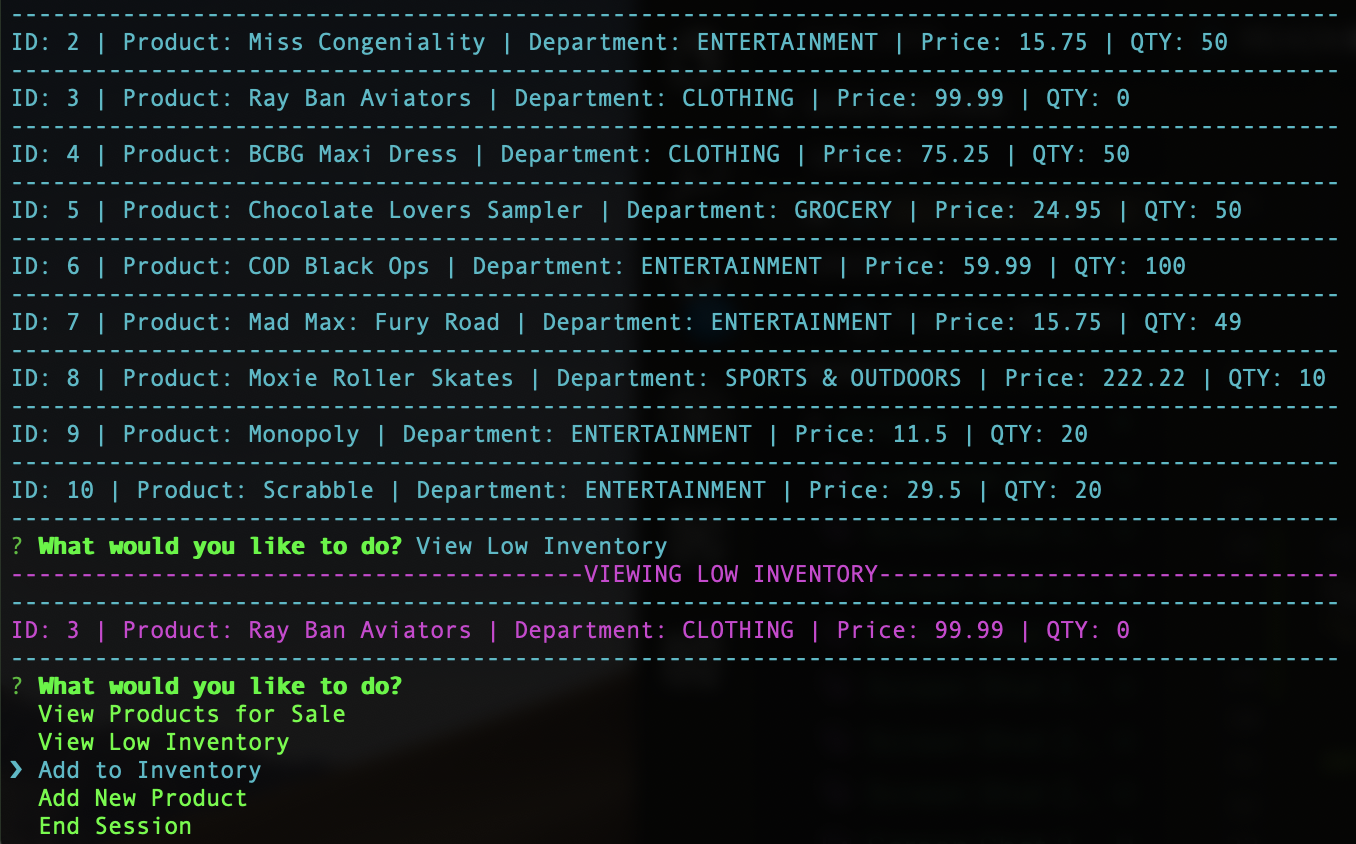 ID: 2 | Product: Miss Congeniality | Department: ENTERTAINMENT | Price: 15.75 | QTY: 50
ID: 3 | Product: Ray Ban Aviators | Department: CLOTHING | Price: 99.99 | QTY: 0
ID: 4 | Product: BCBG Maxi Dress | Department: CLOTHING | Price: 75.25 | QTY: 50
ID: 5 | Product: Chocolate Lovers Sampler | Department: GROCERY | Price: 24.95 | QTY: 50
ID: 6 | Product: COD Black Ops | Department: ENTERTAINMENT | Price: 59.99 | QTY: 100
ID: 7 | Product: Mad Max: Fury Road | Department: ENTERTAINMENT | Price: 15.75 | QTY: 49
ID: 8 | Product: Moxie Roller Skates | Department: SPORTS & OUTDOORS | Price: 222.22 | QTY: 10
ID: 9 | Product: Monopoly | Department: ENTERTAINMENT | Price: 11.5 | QTY: 20
ID: 10 | Product: Scrabble | Department: ENTERTAINMENT | Price: 29.5 | QTY: 20
? What would you like to do? View Low Inventory
-----------------------------------------VIEWING LOW INVENTORY---------------------------------
ID: 3 | Product: Ray Ban Aviators | Department: CLOTHING | Price: 99.99 | QTY: 0
? What would you like to do?
View Products for Sale
View Low Inventory
❯ Add to Inventory
Add New Product
End Session